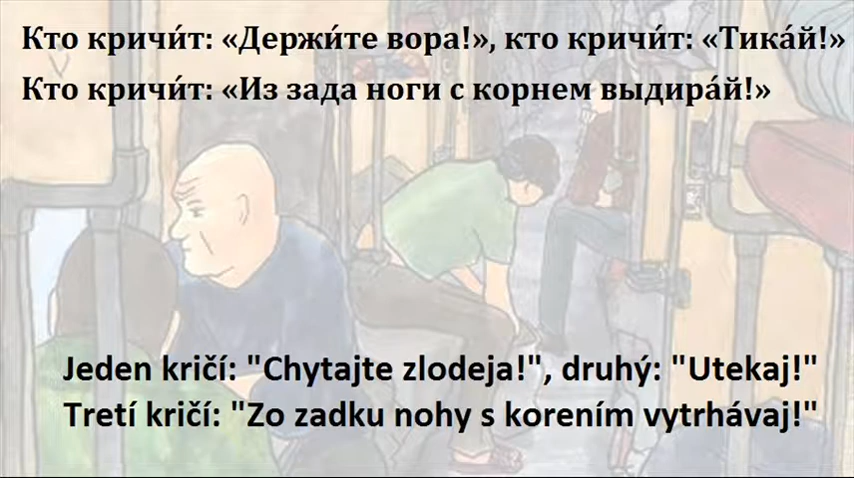 Кто кричи́т: «Держи́те вора!», кто кричи́т: «Тика́й!»
Кто кричи́т: «Из зада ноги с корнем выдира́й!»
Jeden kričí: "Chytajte zlodeja!", druhý: "Utekaj!"
Tretí kričí: "Zo zadku nohy s korením vytrhávaj!"